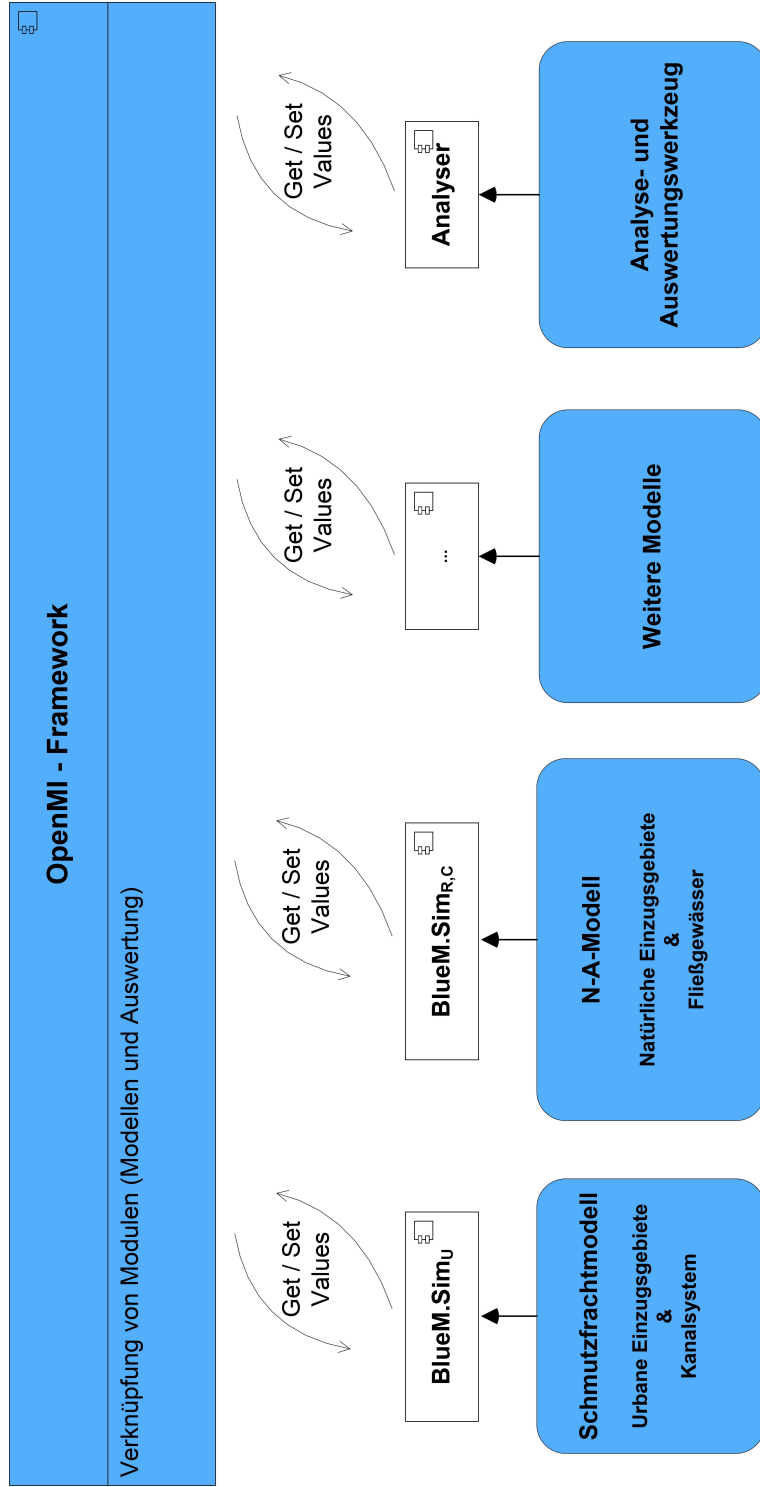 OpenMI - Framework
Verknüpfung von Modulen (Modellen und Auswertung)
Get / Set
Values
Get / Set
Values
Get / Set
Values
Get / Set
Values
BlueM.SimU
BlueM.SimR,C
...
Analyser
Schmutzfrachtmodell
Urbane Einzugsgebiete
&
Kanalsystem
N-A-Modell
Natürliche Einzugsgebiete
&
Fließgewässer
Weitere Modelle
Analyse- und
Auswertungswerkzeug